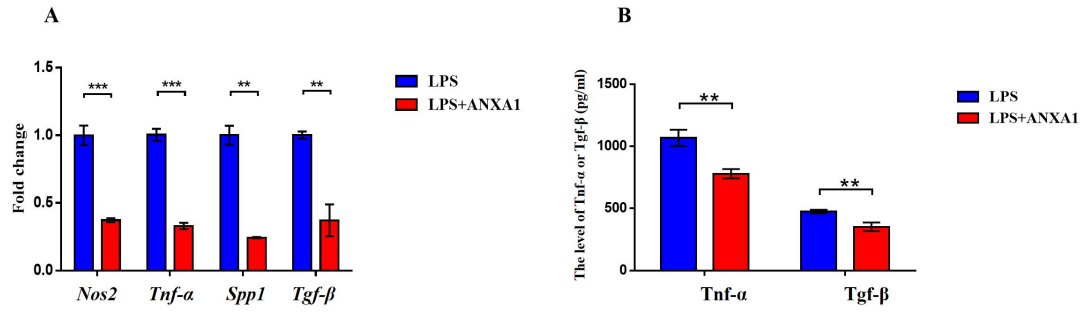 A
Fold change
1.5
1.0
0.5
0.0
***
***
**
**
Nos2
Tnf-α
Spp1
Tgf-β
LPS
LPS+ANXA1
B
The level of Tnf-α or Tgf-β (pg/ml)
1500
1000
500
0
**
**
Tnf-α
Tgf-β
LPS
LPS+ANXA1